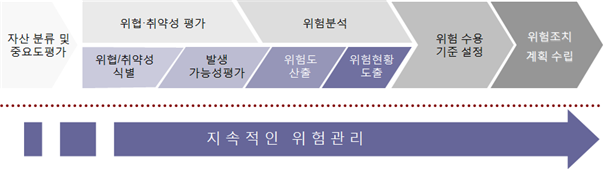 자산 분류 및
중요도평가
위협·취약성 평가
위험분석
위협/취약성
식별
발생
가능성평가
위험도
산출
위험현황
도출
위험 수용
기준 설정
위험조치
계획 수립
지속적인 위험관리